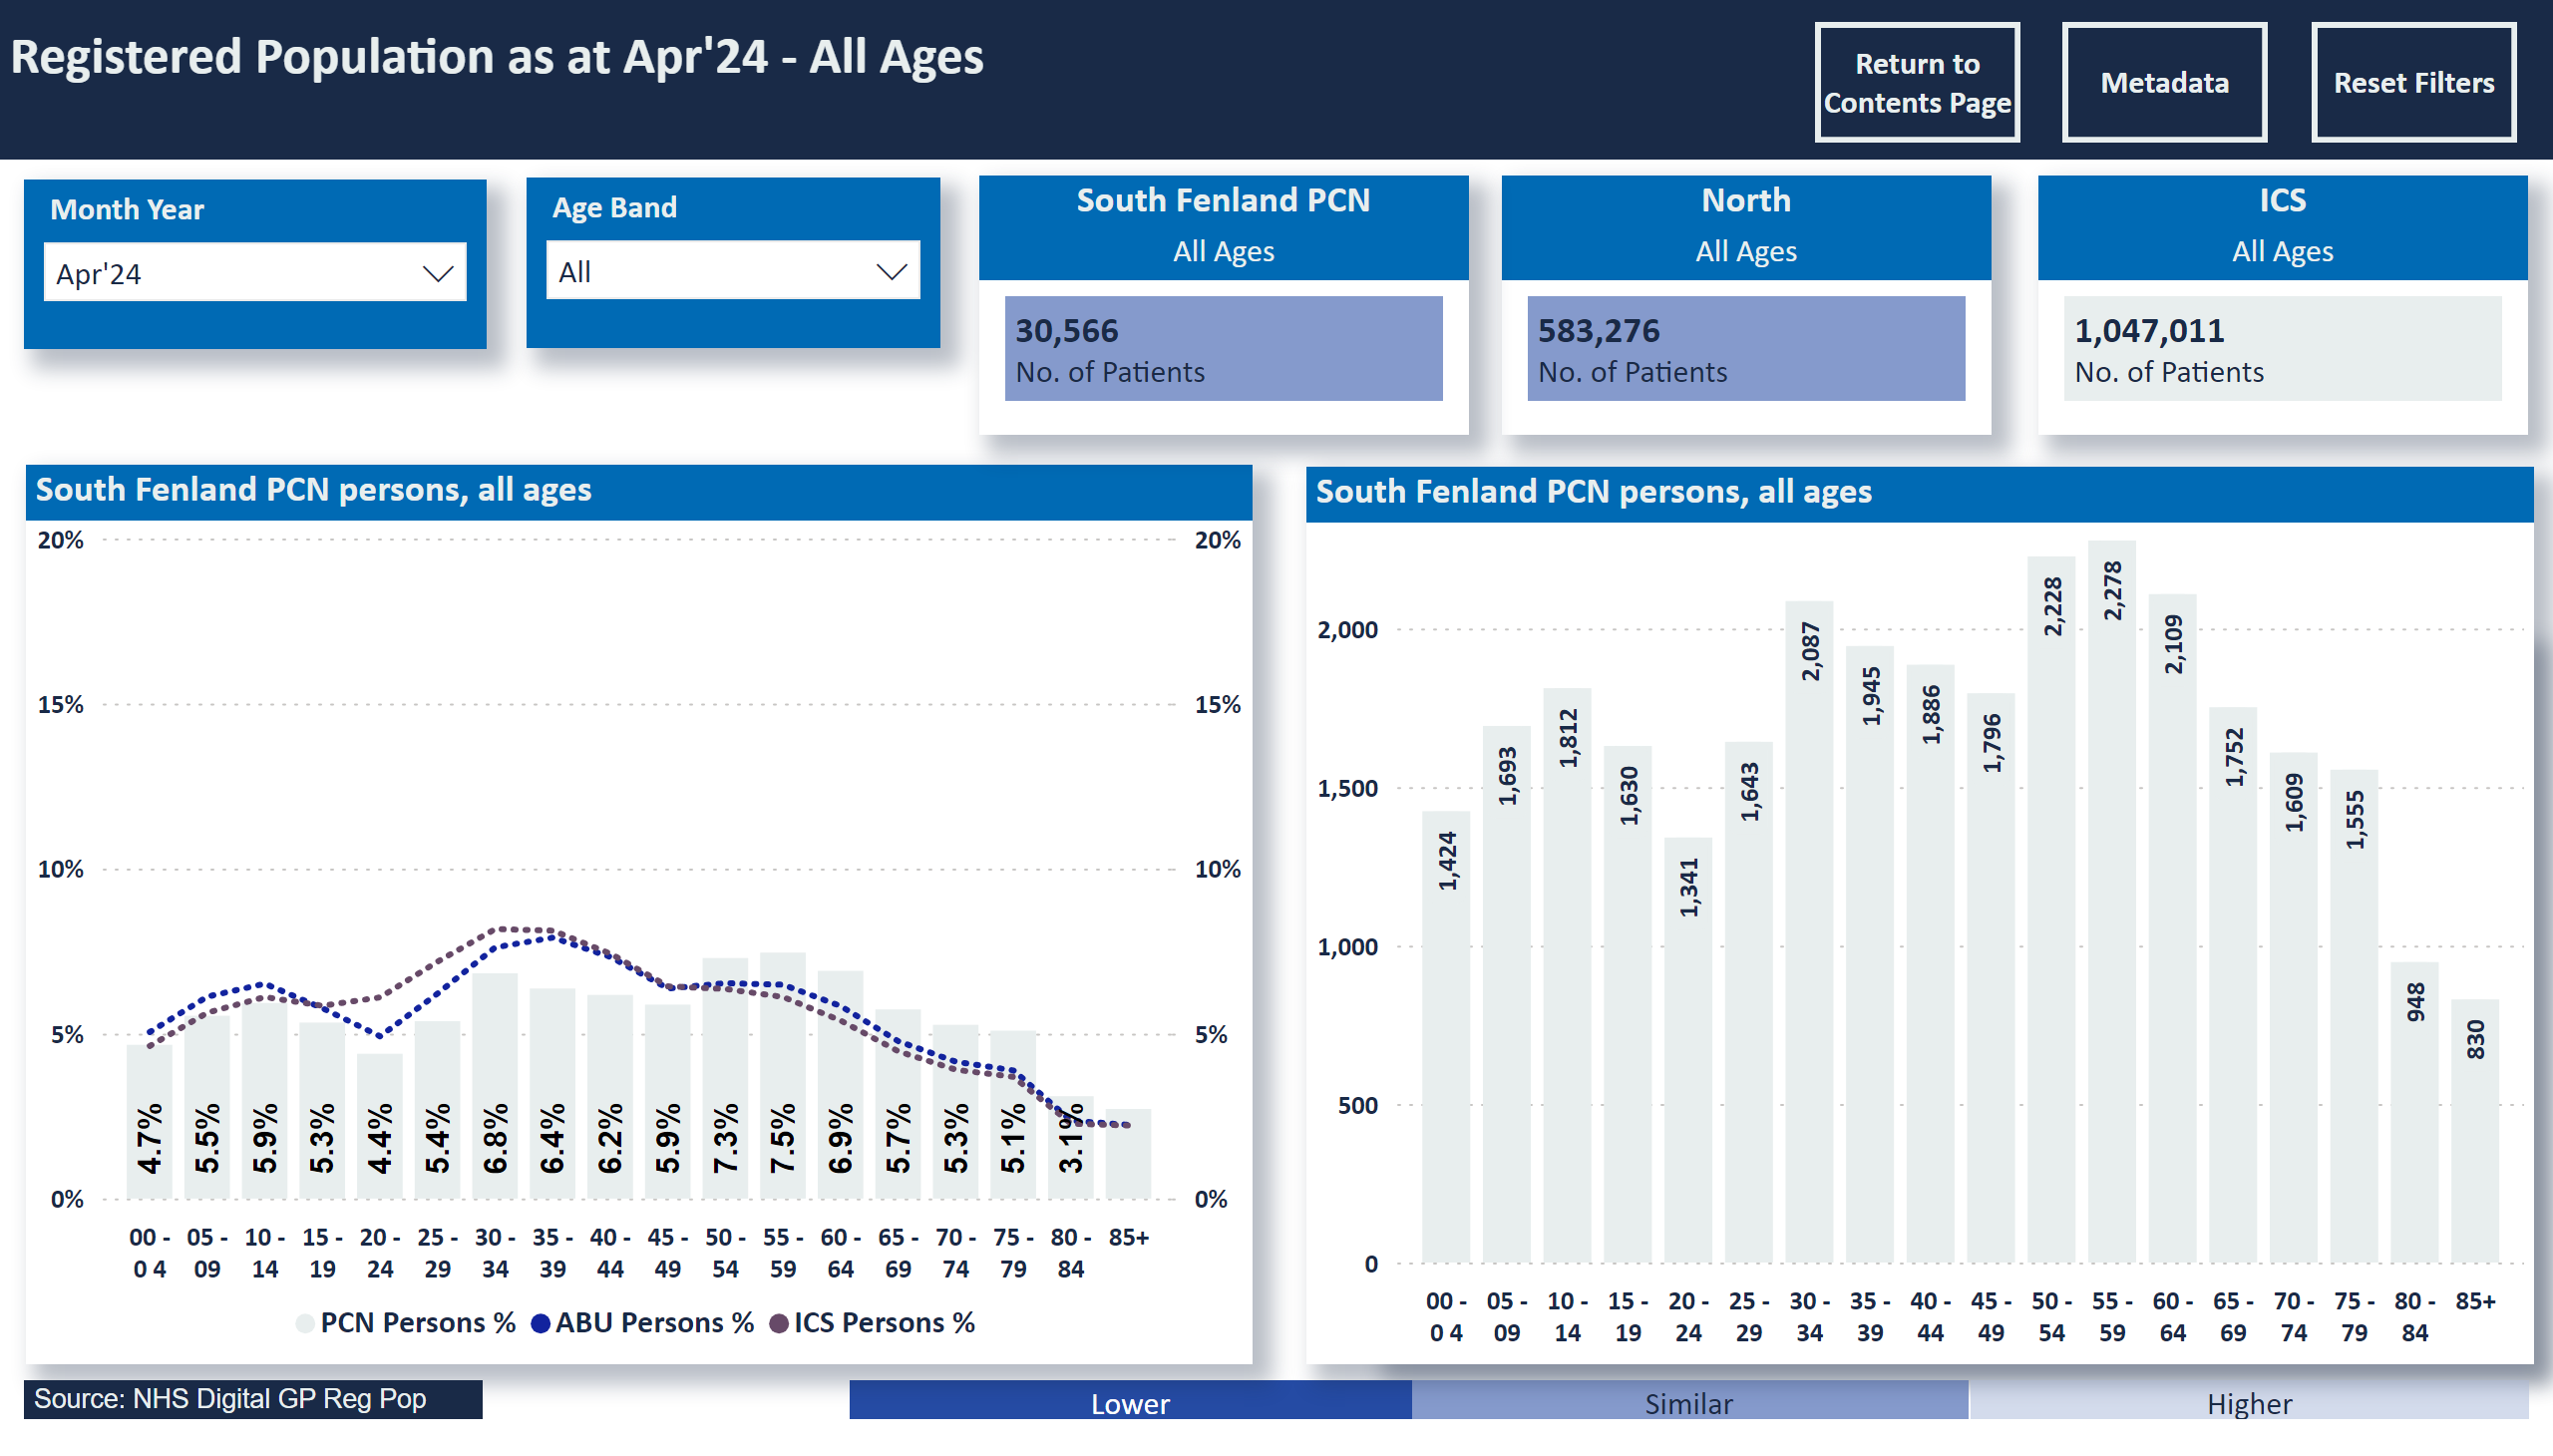 Registered Population as at Apr'24 - All Ages
Return to
Contents Page
Metadata
Reset Filters
Month Year
Apr'24
Age Band
All
South Fenland PCN
All Ages
30,566
No. of Patients
North
All Ages
583,276
No. of Patients
ICS
All Ages
1,047,011
No. of Patients
South Fenland PCN persons, all ages
20%
15%
10%
5%
0%
20%
15%
10%
5%
0%
4.7% 5.5% 5.9% 5.3% 4.4% 5.4% 6.8% 6.4% 6.2% 5.9% 7.3% 7.5% 6.9% 5.7% 5.3% 5.1% 3.1%
00 - 05 - 10 - 15 - 20 - 25 - 30 - 35 - 40 - 45 - 50 - 55 - 60 - 65 - 70 - 75 - 80 - 85+
0 4 09 14 19 24 29 34 39 44 49 54 59 64 69 74 79 84
PCN Persons % ABU Persons % ICS Persons %
South Fenland PCN persons, all ages
2,000
1,500
1,000
500
0
1,424 1,693 1,812 1,630 1,341 1,643 2,087 1,945 1,886 1,796 2,228 2,278 2,109 1,752 1,609 1,555 948 830
00 - 05 - 10 - 15 - 20 - 25 - 30 - 35 - 40 - 45 - 50 - 55 - 60 - 65 - 70 - 75 - 80 - 85+
0 4 09 14 19 24 29 34 39 44 49 54 59 64 69 74 79 84
Source: NHS Digital GP Reg Pop
Lower
Similar
Higher